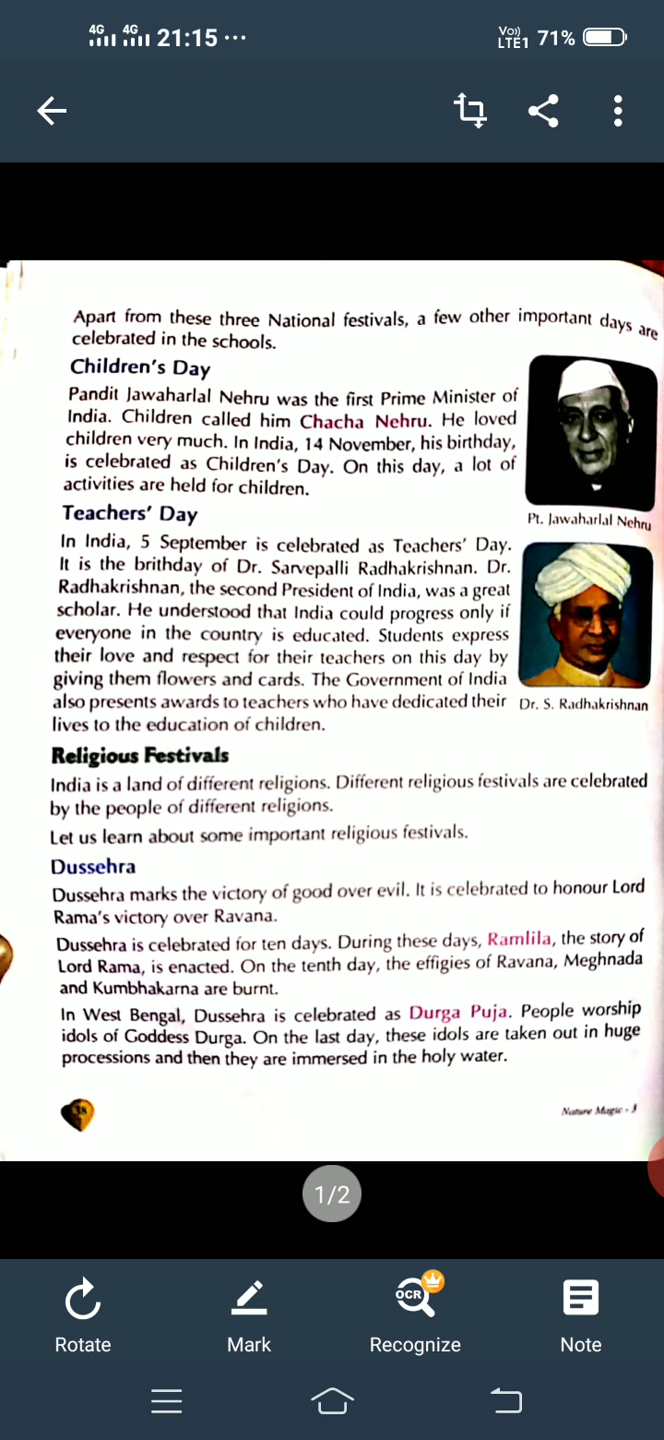 4G 4G 21:15 ... Vo)) LTE1 71%
Apart from these three National festivals, a few other important days are
celebrated in the schools.
Children's Day
Pandit Jawaharlal Nehru was the first Prime Minister of
India. Children called him Chacha Nehru. He loved
children very much. In India, 14 November, his birthday,
is celebrated as Children's Day. On this day, a lot of
activities are held for children.
Pt. Jawaharlal Nehru
Teachers' Day
In India, 5 September is celebrated as Teachers' Day.
It is the brithday of Dr. Sarvepalli Radhakrishnan. Dr.
Radhakrishnan, the second President of India, was a great
scholar. He understood that India could progress only if
everyone in the country is educated. Students express
their love and respect for their teachers on this day by
giving them flowers and cards. The Government of India
also presents awards to teachers who have dedicated their
lives to the education of children.
Dr. S. Radhakrishnan
Religious Festivals
India is a land of different religions. Different religious festivals are celebrated
by the people of different religions.
Let us learn about some important religious festivals.
Dussehra
Dussehra marks the victory of good over evil. It is celebrated to honour Lord
Rama's victory over Ravana.
Dussehra is celebrated for ten days. During these days, Ramlila, the story of
Lord Rama, is enacted. On the tenth day, the effigies of Ravana, Meghnada
and Kumbhakarna are burnt.
In West Bengal, Dussehra is celebrated as Durga Puja. People worship
idols of Goddess Durga. On the last day, these idols are taken out in huge
processions and then they are immersed in the holy water.
38
Nature Magic - 3
1/2
OCR
Rotate Mark Recognize Note